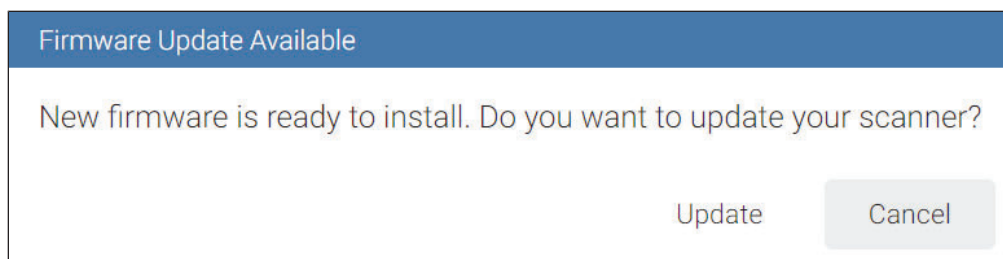 Firmware Update Available
New firmware is ready to install. Do you want to update your scanner?
Update Cancel